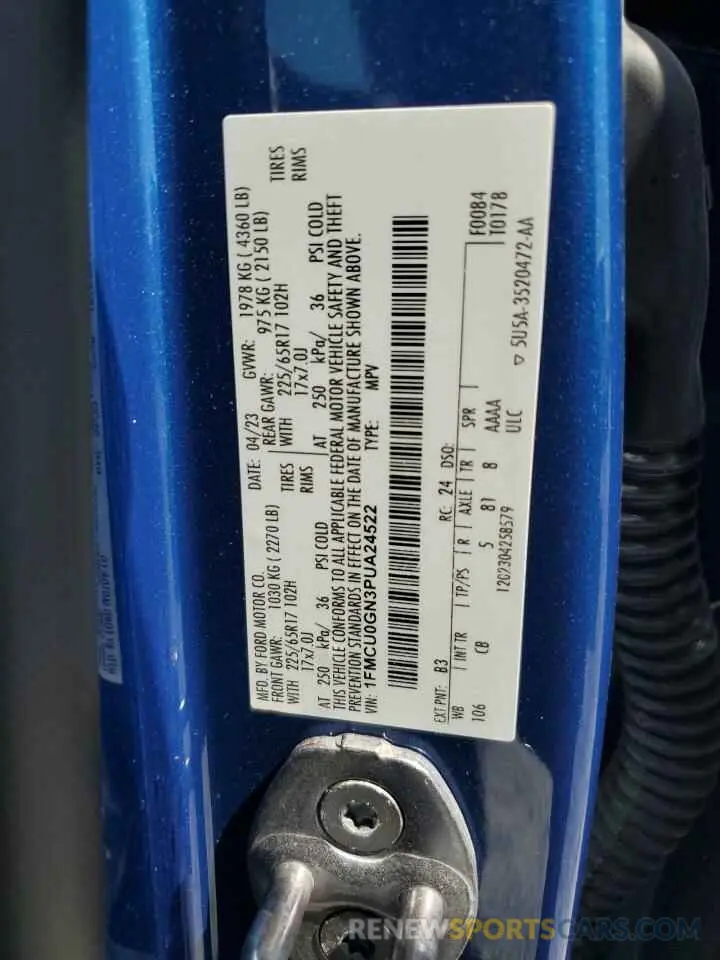 MFD. BY FORD MOTOR CO.
DATE: 04/23 GVWR: 1978 KG ( 4360 LB)
FRONT GAWR: 1030 KG ( 2270 LB) REAR GAWR: 975 KG ( 2150 LB)
WITH 225/65R17 102H TIRES WITH 225/65R17 102H TIRES
17x7.0J RIMS 17x7.0J RIMS
AT 250 kPa/ 36 PSI COLD AT 250 kPa/ 36 PSI COLD
THIS VEHICLE CONFORMS TO ALL APPLICABLE FEDERAL MOTOR VEHICLE SAFETY AND THEFT
PREVENTION STANDARDS IN EFFECT ON THE DATE OF MANUFACTURE SHOWN ABOVE.
VIN: 1FMCU0GN3PUA24522 TYPE: MPV
EXT PNT: B3 RC: 24 DSO: F0084
WB INT TR TP/PS R AXLE TR SPR T0178
106 CB 5 81 8 AAAA
ULC
1202304258579 ▽ 5U5A-3520472-AA
RENEWSPORTSCARS.COM